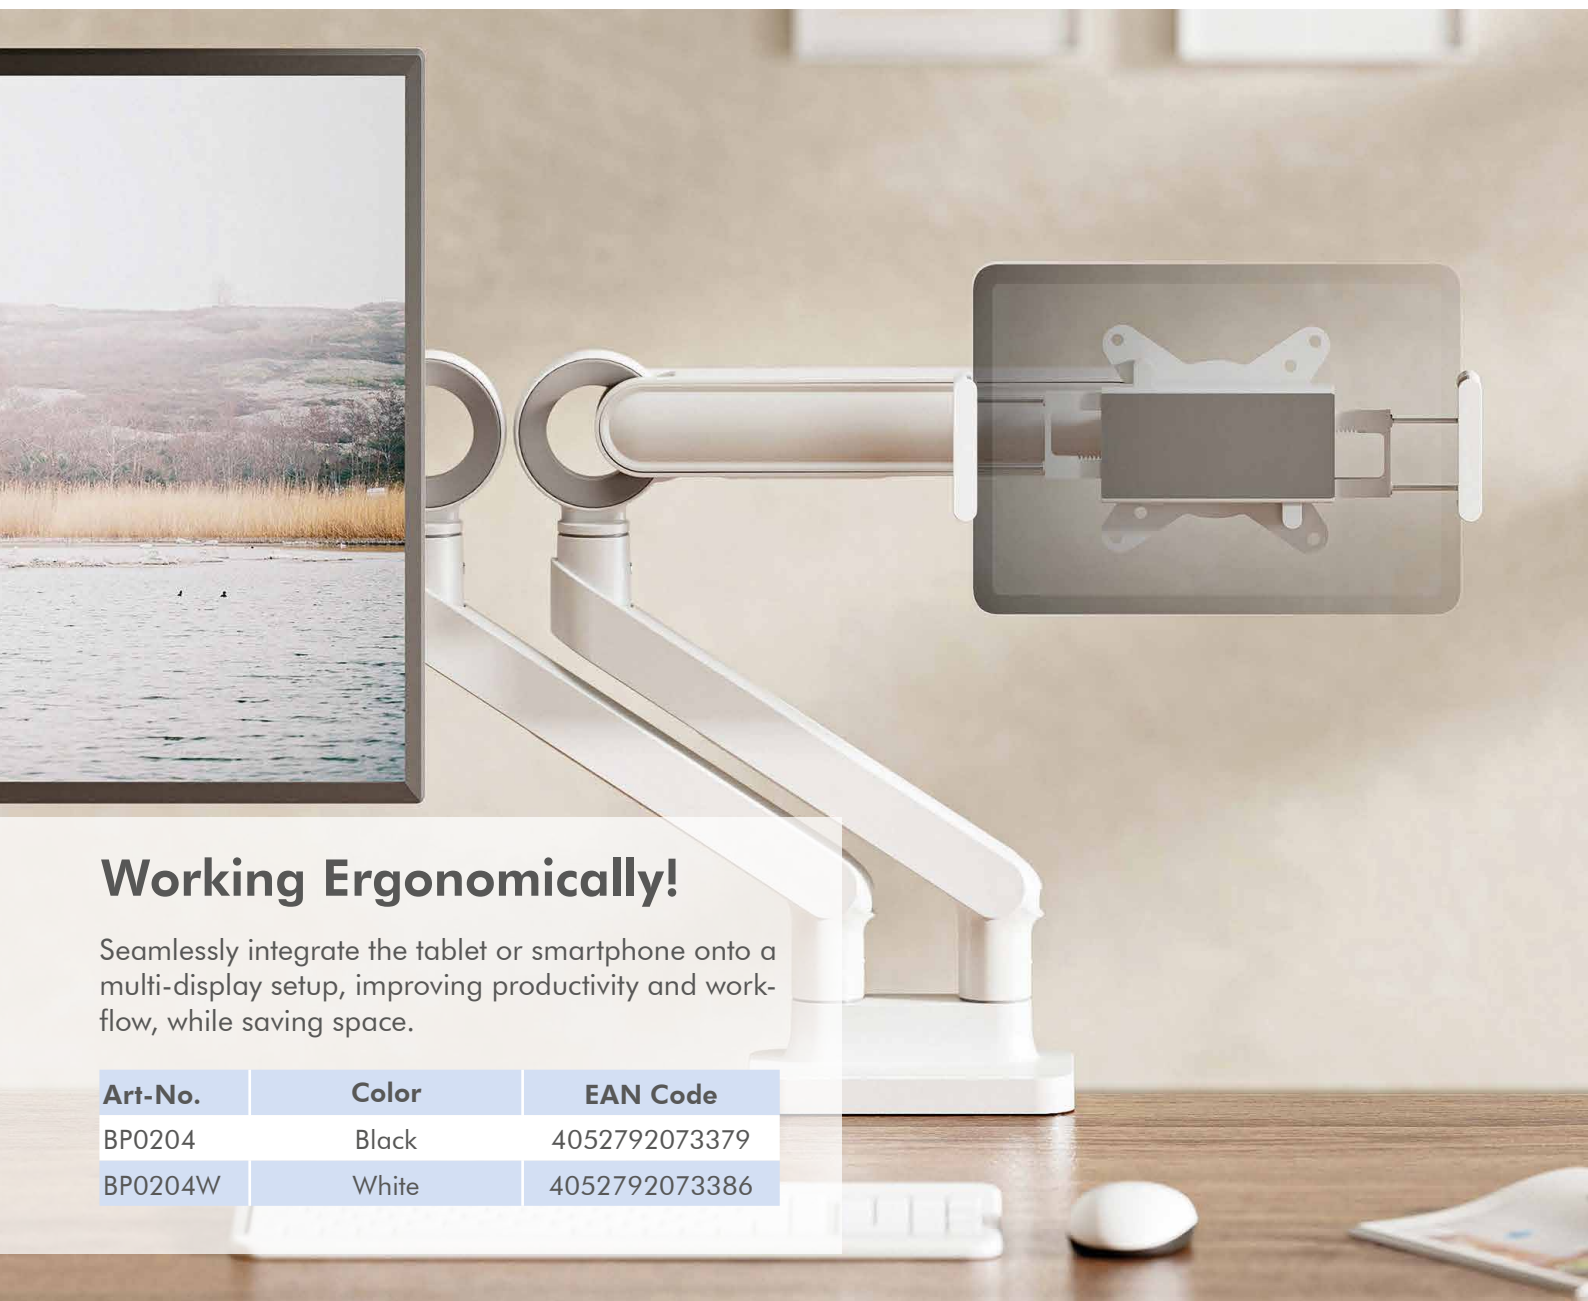 Working Ergonomically!
Seamlessly integrate the tablet or smartphone onto a
multi-display setup, improving productivity and work-
flow, while saving space.
Art-No. Color EAN Code
BP0204 Black 4052792073379
BP0204W White 4052792073386